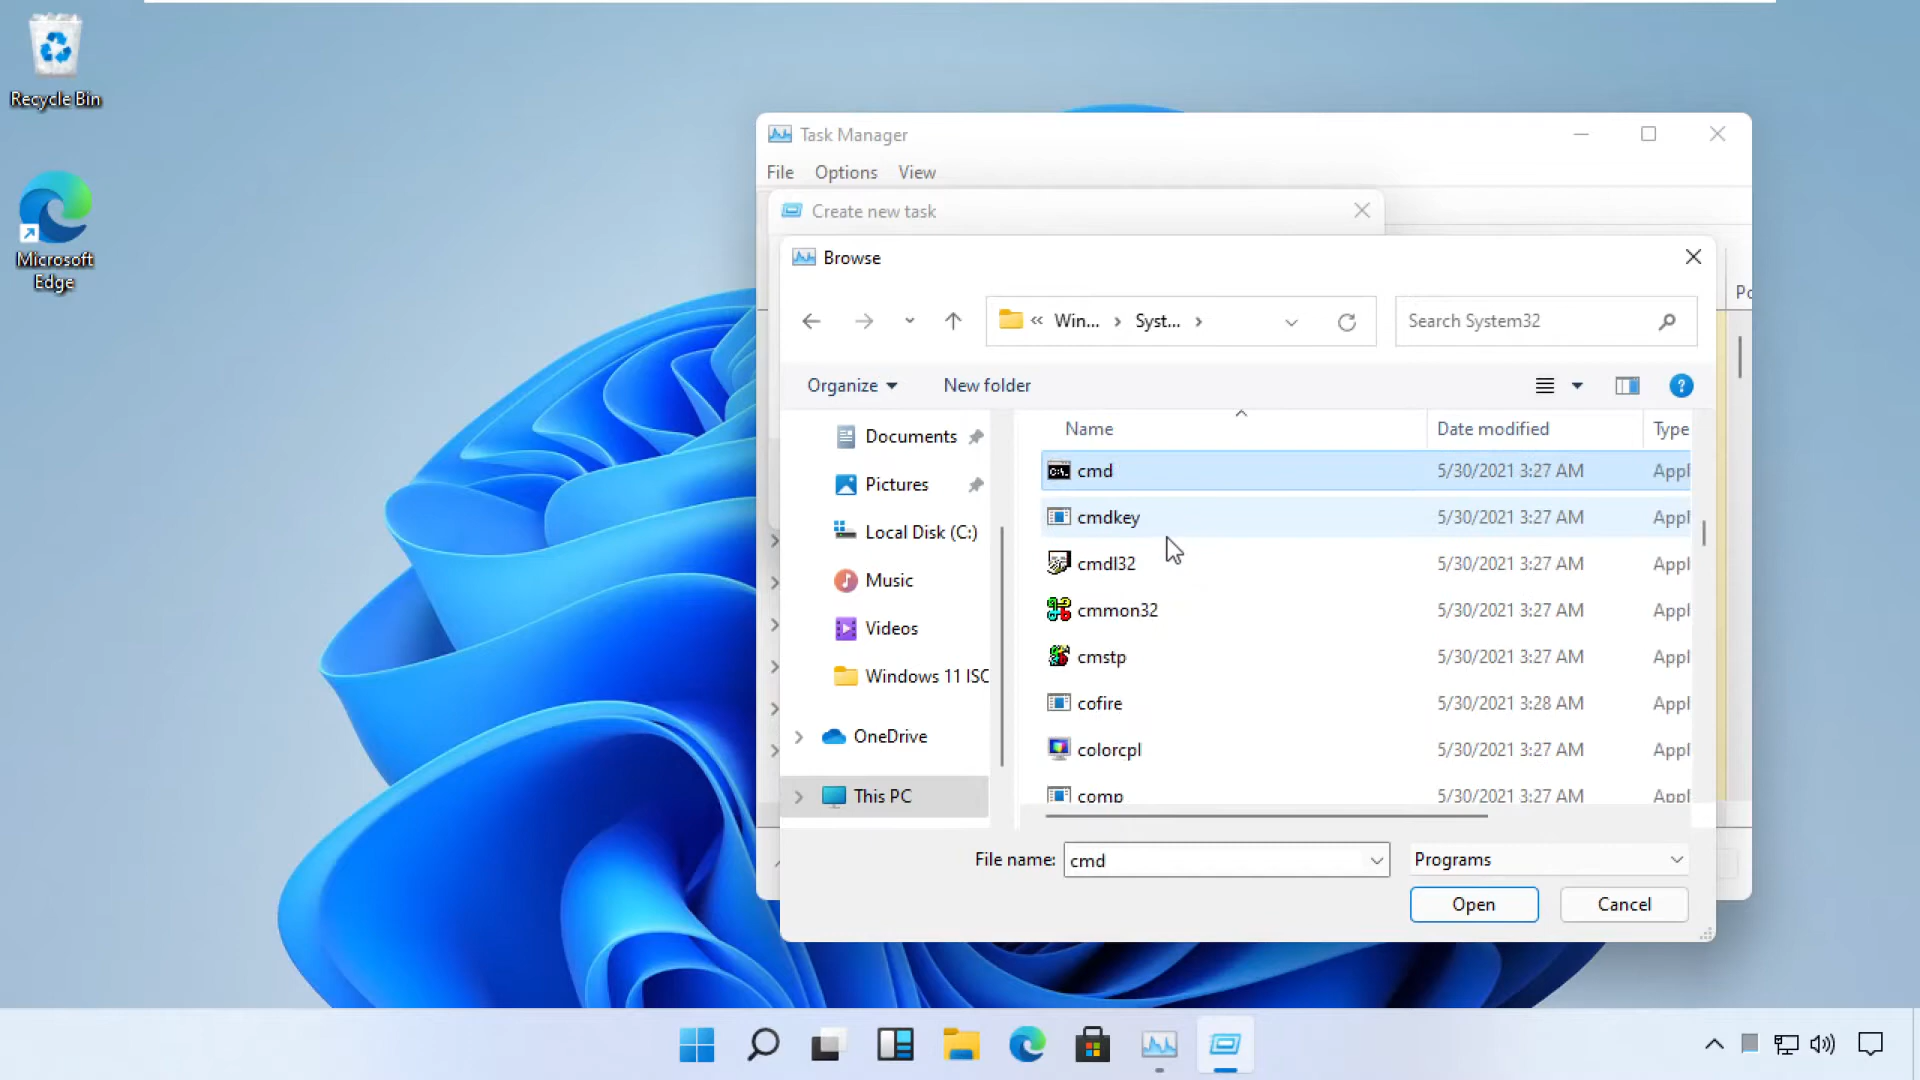 Recycle Bin
Microsoft
Edge
Task Manager
File Options View
Create new task
Browse
« Win... › Syst... ›
Search System32
Organize
New folder
Name Date modified Type
Documents
Pictures
Local Disk (C:)
Music
Videos
Windows 11 ISO
OneDrive
This PC
cmd 5/30/2021 3:27 AM Appl
cmdkey 5/30/2021 3:27 AM Appl
cmdl32 5/30/2021 3:27 AM Appl
cmmon32 5/30/2021 3:27 AM Appl
cmstp 5/30/2021 3:27 AM Appl
cofire 5/30/2021 3:28 AM Appl
colorcpl 5/30/2021 3:27 AM Appl
comp 5/30/2021 3:27 AM Appl
Po
File name: cmd
Programs
Open Cancel